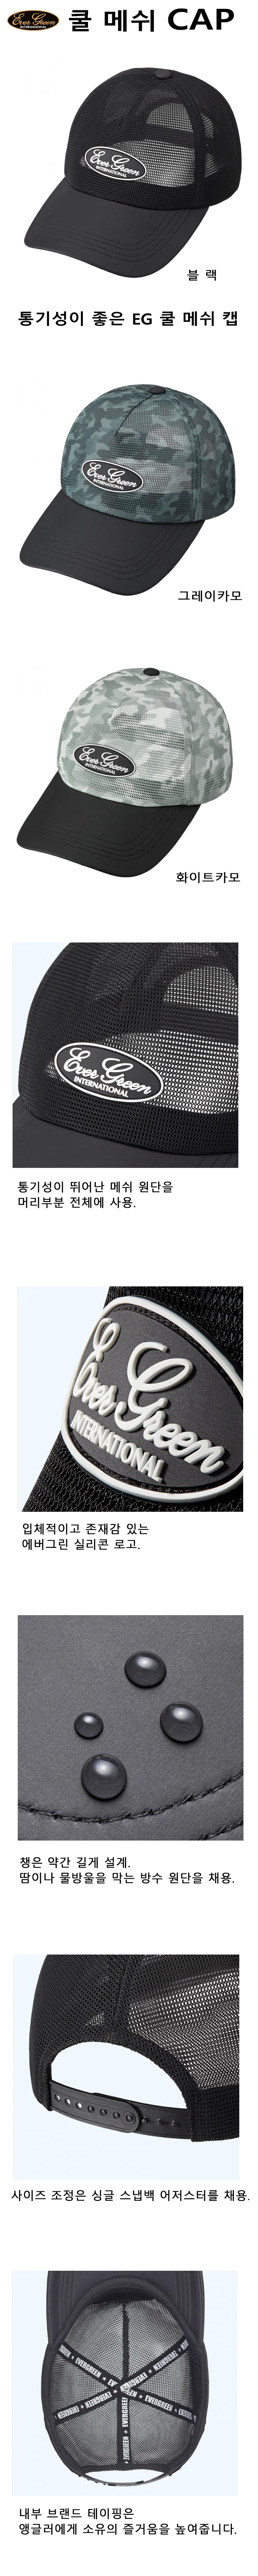 Ever Green
INTERNATIONAL
쿨 메쉬 CAP
Ever Green
INTERNATIONAL
블 랙
통기성이 좋은 EG 쿨 메쉬 캡
Ever Green
INTERNATIONAL
그레이카모
Ever Green
INTERNATIONAL
화이트카모
Ever Green
INTERNATIONAL
통기성이 뛰어난 메쉬 원단을
머리부분 전체에 사용.
Ever Green
INTERNATIONAL
입체적이고 존재감 있는
에버그린 실리콘 로고.
챙은 약간 길게 설계.
땀이나 물방울을 막는 방수 원단을 채용.
사이즈 조정은 싱글 스냅백 어저스터를 채용.
EVERGREEN
EVERGREEN
EVERGREEN
EVERGREEN
내부 브랜드 테이핑은
앵글러에게 소유의 즐거움을 높여줍니다.